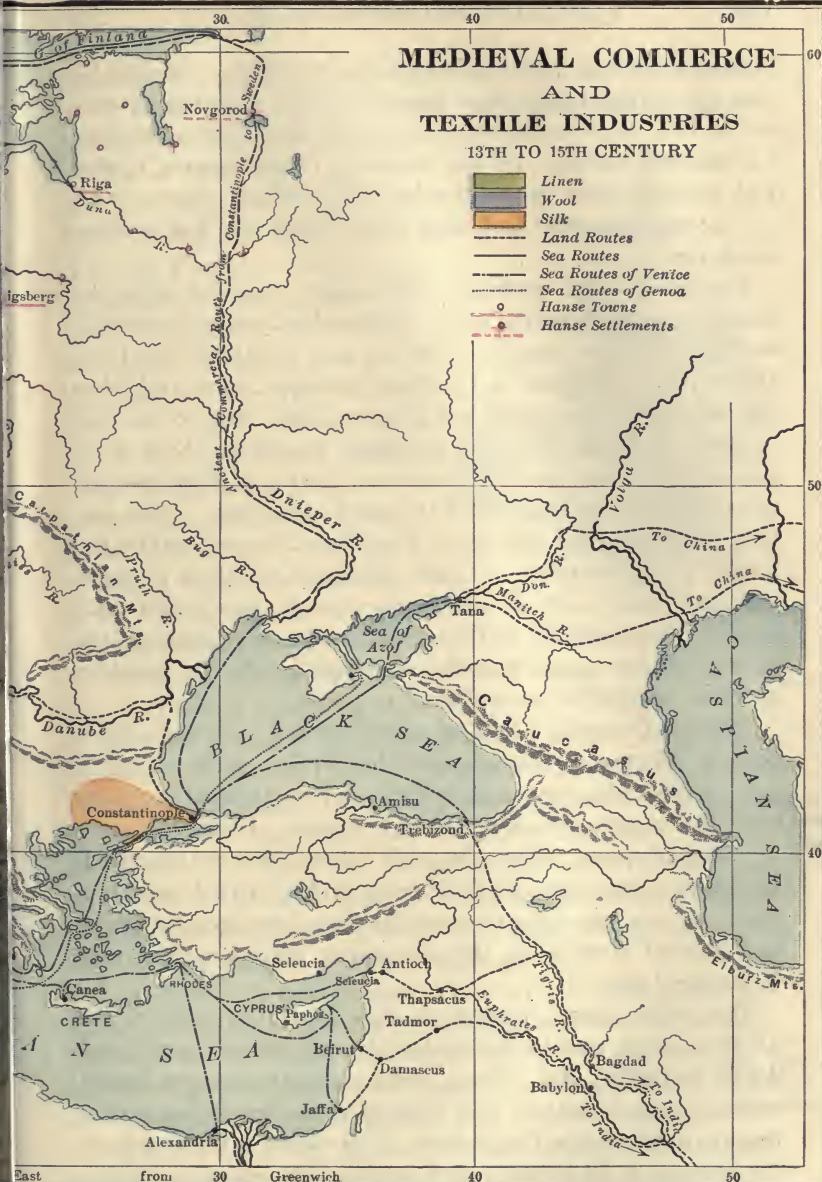 30.
40
50
G. of Finland
60
MEDIEVAL COMMERCE
AND
TEXTILE INDUSTRIES
13TH TO 15TH CENTURY
Linen
Wool
Silk
Land Routes
Sea Routes
Sea Routes of Venice
Sea Routes of Genoa
Hanse Towns
Hanse Settlements
Novgorod
Ancient Commercial Route from Constantinople to Sweden
Riga
Duna R.
igsberg
Volga R.
50
Dnieper R.
Carpathian Mts.
Bug R.
Pruth R.
R.
To China
To China
Don R.
Manitch R.
Tana
Sea of
Azof
CASPIAN SEA
Danube R.
BLACK SEA
Caucasus
Constantinople
Amisu
Trebizond
40
Elburz Mts.
Seleucia
Antioch
Seleucia
RHODES
Canea
CRETE
CYPRUS
Paphos
Thapsacus
Tigris R.
Euphrates R.
Tadmor
AN SEA
Beirut
Damascus
Bagdad
Babylon
To India
To India
Jaffa
Alexandria
East from 30 Greenwich 40 50